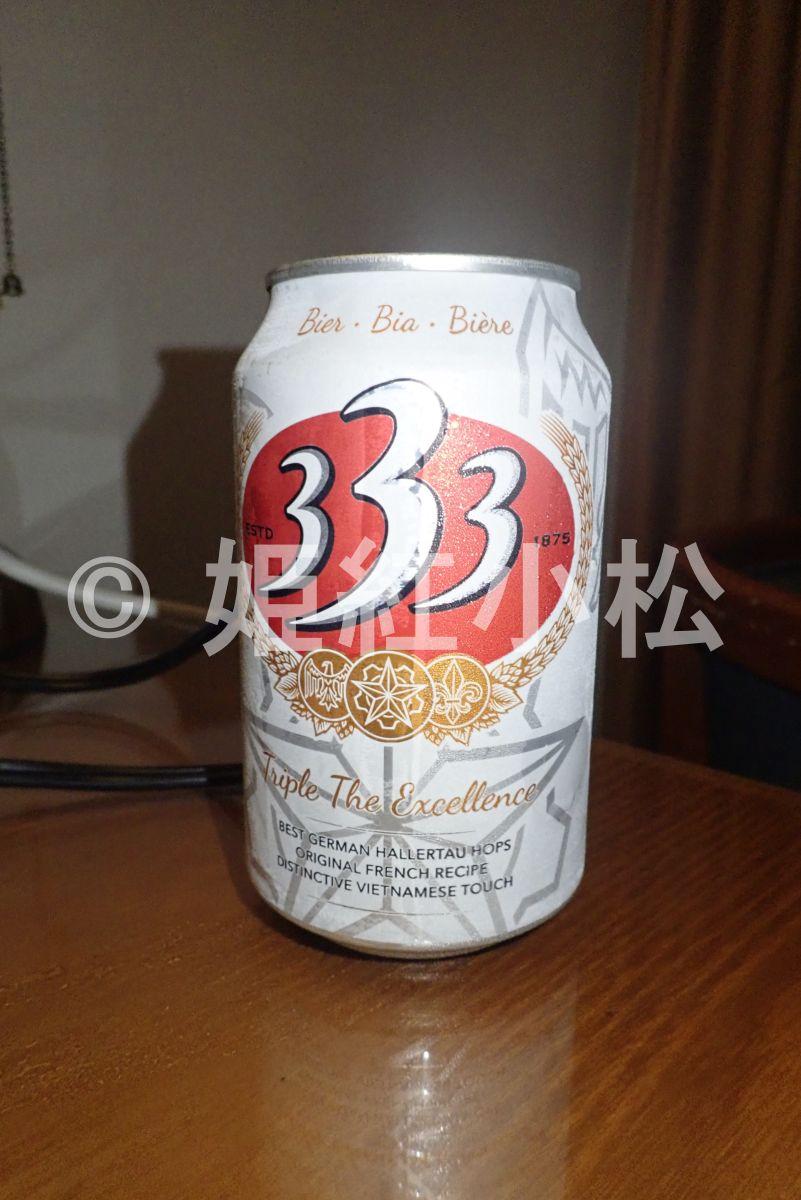 Bier · Bia · Bière
333
ESTD 1875
© 妮紅小松
Triple The Excellence
BEST GERMAN HALLERTAU HOPS
ORIGINAL FRENCH RECIPE
DISTINCTIVE VIETNAMESE TOUCH